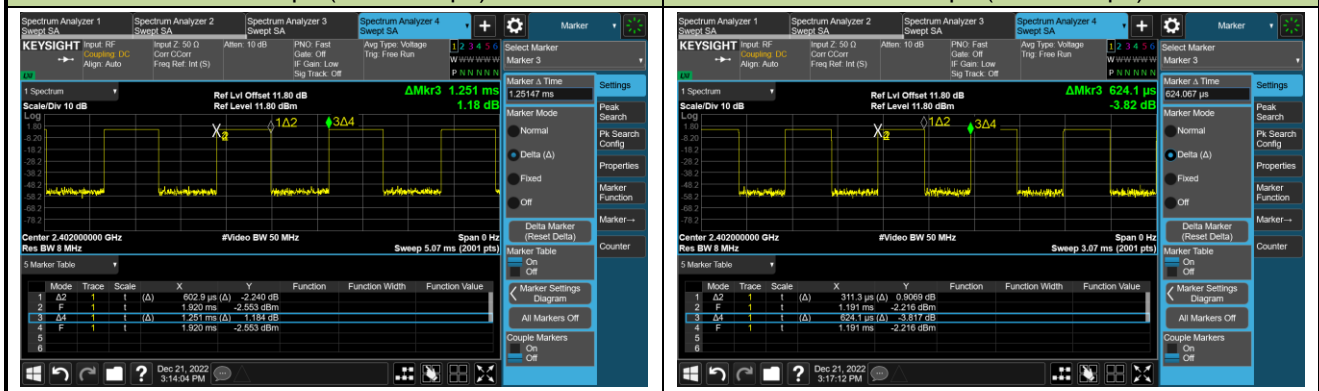 Spectrum Analyzer 1
Swept SA
Spectrum Analyzer 2
Swept SA
Spectrum Analyzer 3
Swept SA
Spectrum Analyzer 4
Swept SA
+
Marker
KEYSIGHT
Input: RF
Coupling: DC
Align: Auto
Input Z: 50 Ω
Corr CCorr
Freq Ref: Int (S)
Atten: 10 dB
PNO: Fast
Gate: Off
IF Gain: Low
Sig Track: Off
Avg Type: Voltage
Trig: Free Run
1 2 3 4 5 6
W W W W W W
P N N N N N
Select Marker
Marker 3
1 Spectrum
Scale/Div 10 dB
Ref Lvl Offset 11.80 dB
Ref Level 11.80 dBm
ΔMkr3 1.251 ms
1.18 dB
Log
1.80
-8.20
-18.2
-28.2
-38.2
-48.2
-58.2
-68.2
-78.2
X2
1Δ2
3Δ4
Center 2.402000000 GHz
Res BW 8 MHz
#Video BW 50 MHz
Span 0 Hz
Sweep 5.07 ms (2001 pts)
5 Marker Table
Mode Trace Scale X Y Function Function Width Function Value
1 Δ2 1 t (Δ) 602.9 µs (Δ) -2.240 dB
2 F 1 t 1.920 ms -2.553 dBm
3 Δ4 1 t (Δ) 1.251 ms (Δ) 1.184 dB
4 F 1 t 1.920 ms -2.553 dBm
5
6
Marker Δ Time
1.25147 ms
Marker Mode
Normal
Delta (Δ)
Fixed
Off
Delta Marker
(Reset Delta)
Marker Table
On
Off
Marker Settings
Diagram
All Markers Off
Couple Markers
On
Off
Settings
Peak
Search
Pk Search
Config
Properties
Marker
Function
Marker→
Counter
?
Dec 21, 2022
3:14:04 PM
Spectrum Analyzer 1
Swept SA
Spectrum Analyzer 2
Swept SA
Spectrum Analyzer 3
Swept SA
Spectrum Analyzer 4
Swept SA
+
Marker
KEYSIGHT
Input: RF
Coupling: DC
Align: Auto
Input Z: 50 Ω
Corr CCorr
Freq Ref: Int (S)
Atten: 10 dB
PNO: Fast
Gate: Off
IF Gain: Low
Sig Track: Off
Avg Type: Voltage
Trig: Free Run
1 2 3 4 5 6
W W W W W W
P N N N N N
Select Marker
Marker 3
1 Spectrum
Scale/Div 10 dB
Ref Lvl Offset 11.80 dB
Ref Level 11.80 dBm
ΔMkr3 624.1 µs
-3.82 dB
Log
1.80
-8.20
-18.2
-28.2
-38.2
-48.2
-58.2
-68.2
-78.2
X2
1Δ2
3Δ4
Center 2.402000000 GHz
Res BW 8 MHz
#Video BW 50 MHz
Span 0 Hz
Sweep 3.07 ms (2001 pts)
5 Marker Table
Mode Trace Scale X Y Function Function Width Function Value
1 Δ2 1 t (Δ) 311.3 µs (Δ) 0.9069 dB
2 F 1 t 1.191 ms -2.216 dBm
3 Δ4 1 t (Δ) 624.1 µs (Δ) -3.817 dB
4 F 1 t 1.191 ms -2.216 dBm
5
6
Marker Δ Time
624.067 µs
Marker Mode
Normal
Delta (Δ)
Fixed
Off
Delta Marker
(Reset Delta)
Marker Table
On
Off
Marker Settings
Diagram
All Markers Off
Couple Markers
On
Off
Settings
Peak
Search
Pk Search
Config
Properties
Marker
Function
Marker→
Counter
?
Dec 21, 2022
3:17:12 PM